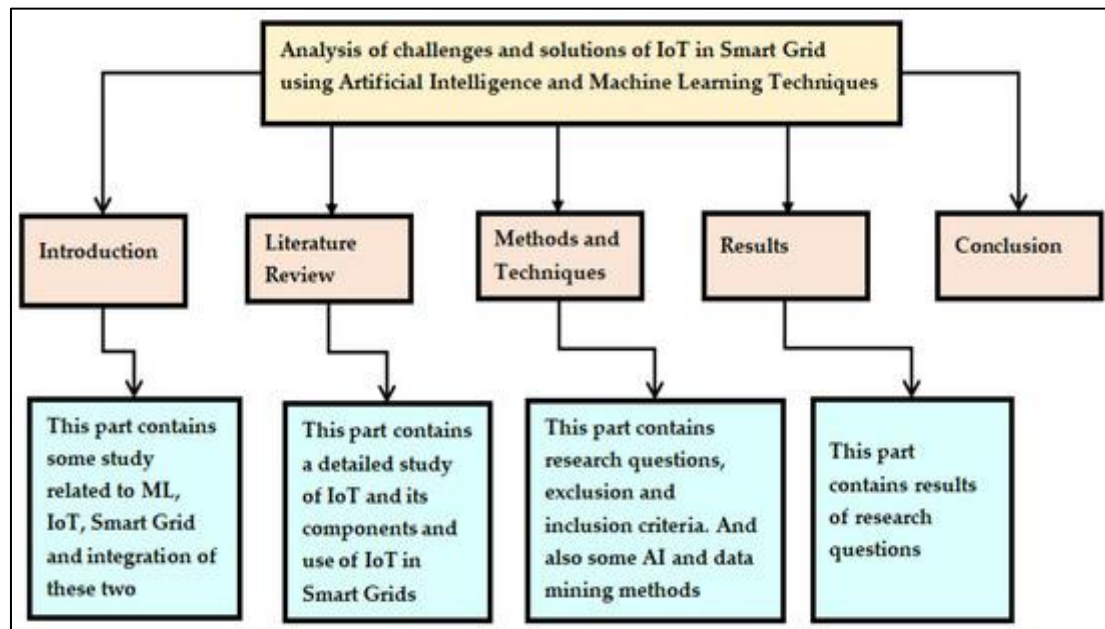 Analysis of challenges and solutions of IoT in Smart Grid
using Artificial Intelligence and Machine Learning Techniques
Introduction
Literature
Review
Methods and
Techniques
Results
Conclusion
This part contains
some study
related to ML,
IoT, Smart Grid
and integration of
these two
This part contains
a detailed study
of IoT and its
components and
use of IoT in
Smart Grids
This part contains
research questions,
exclusion and
inclusion criteria. And
also some AI and data
mining methods
This part
contains results
of research
questions